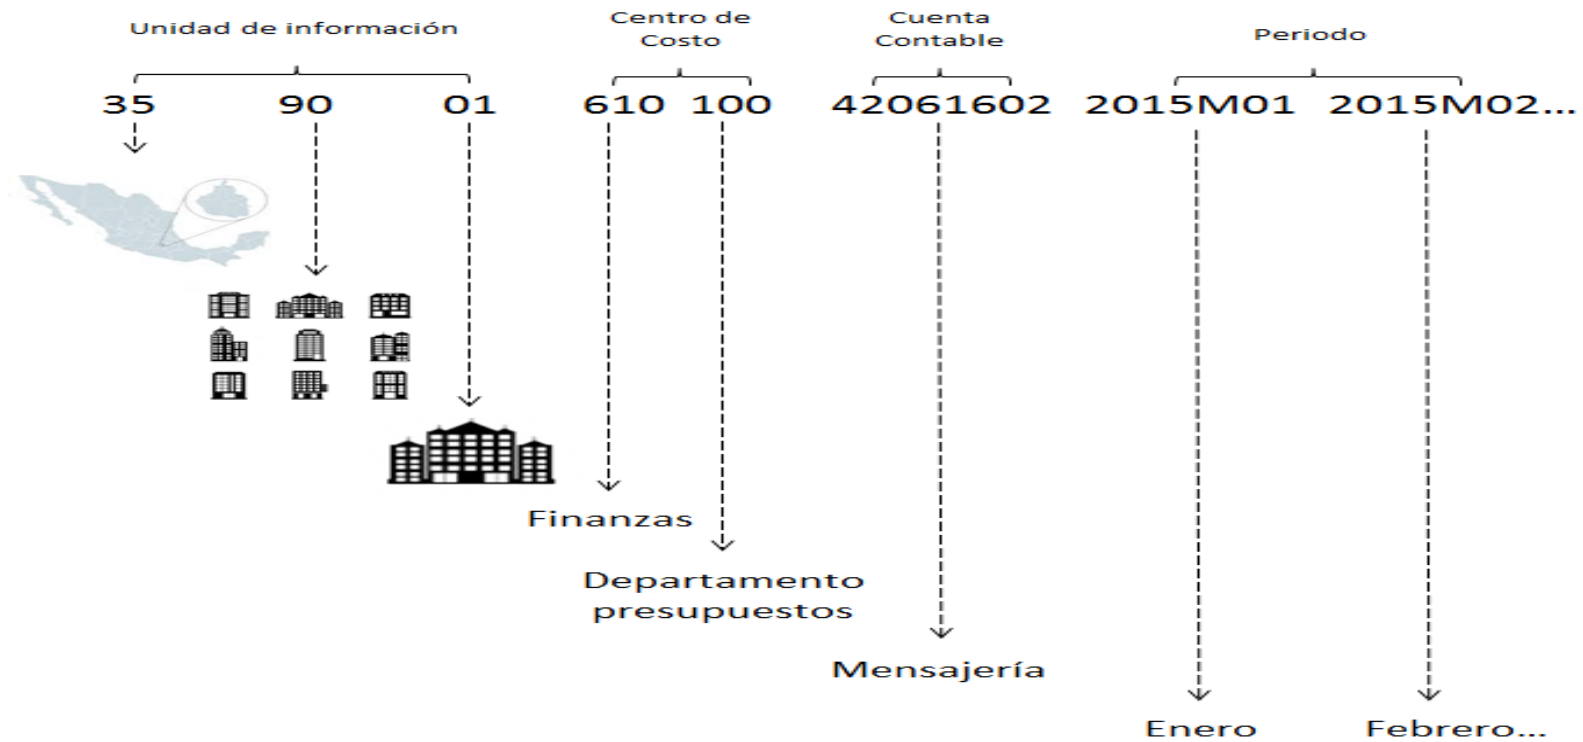 Unidad de información
Centro de
Costo
Cuenta
Contable
Periodo
35 90 01 610 100 42061602 2015M01 2015M02...
Finanzas
Departamento
presupuestos
Mensajería
Enero Febrero...